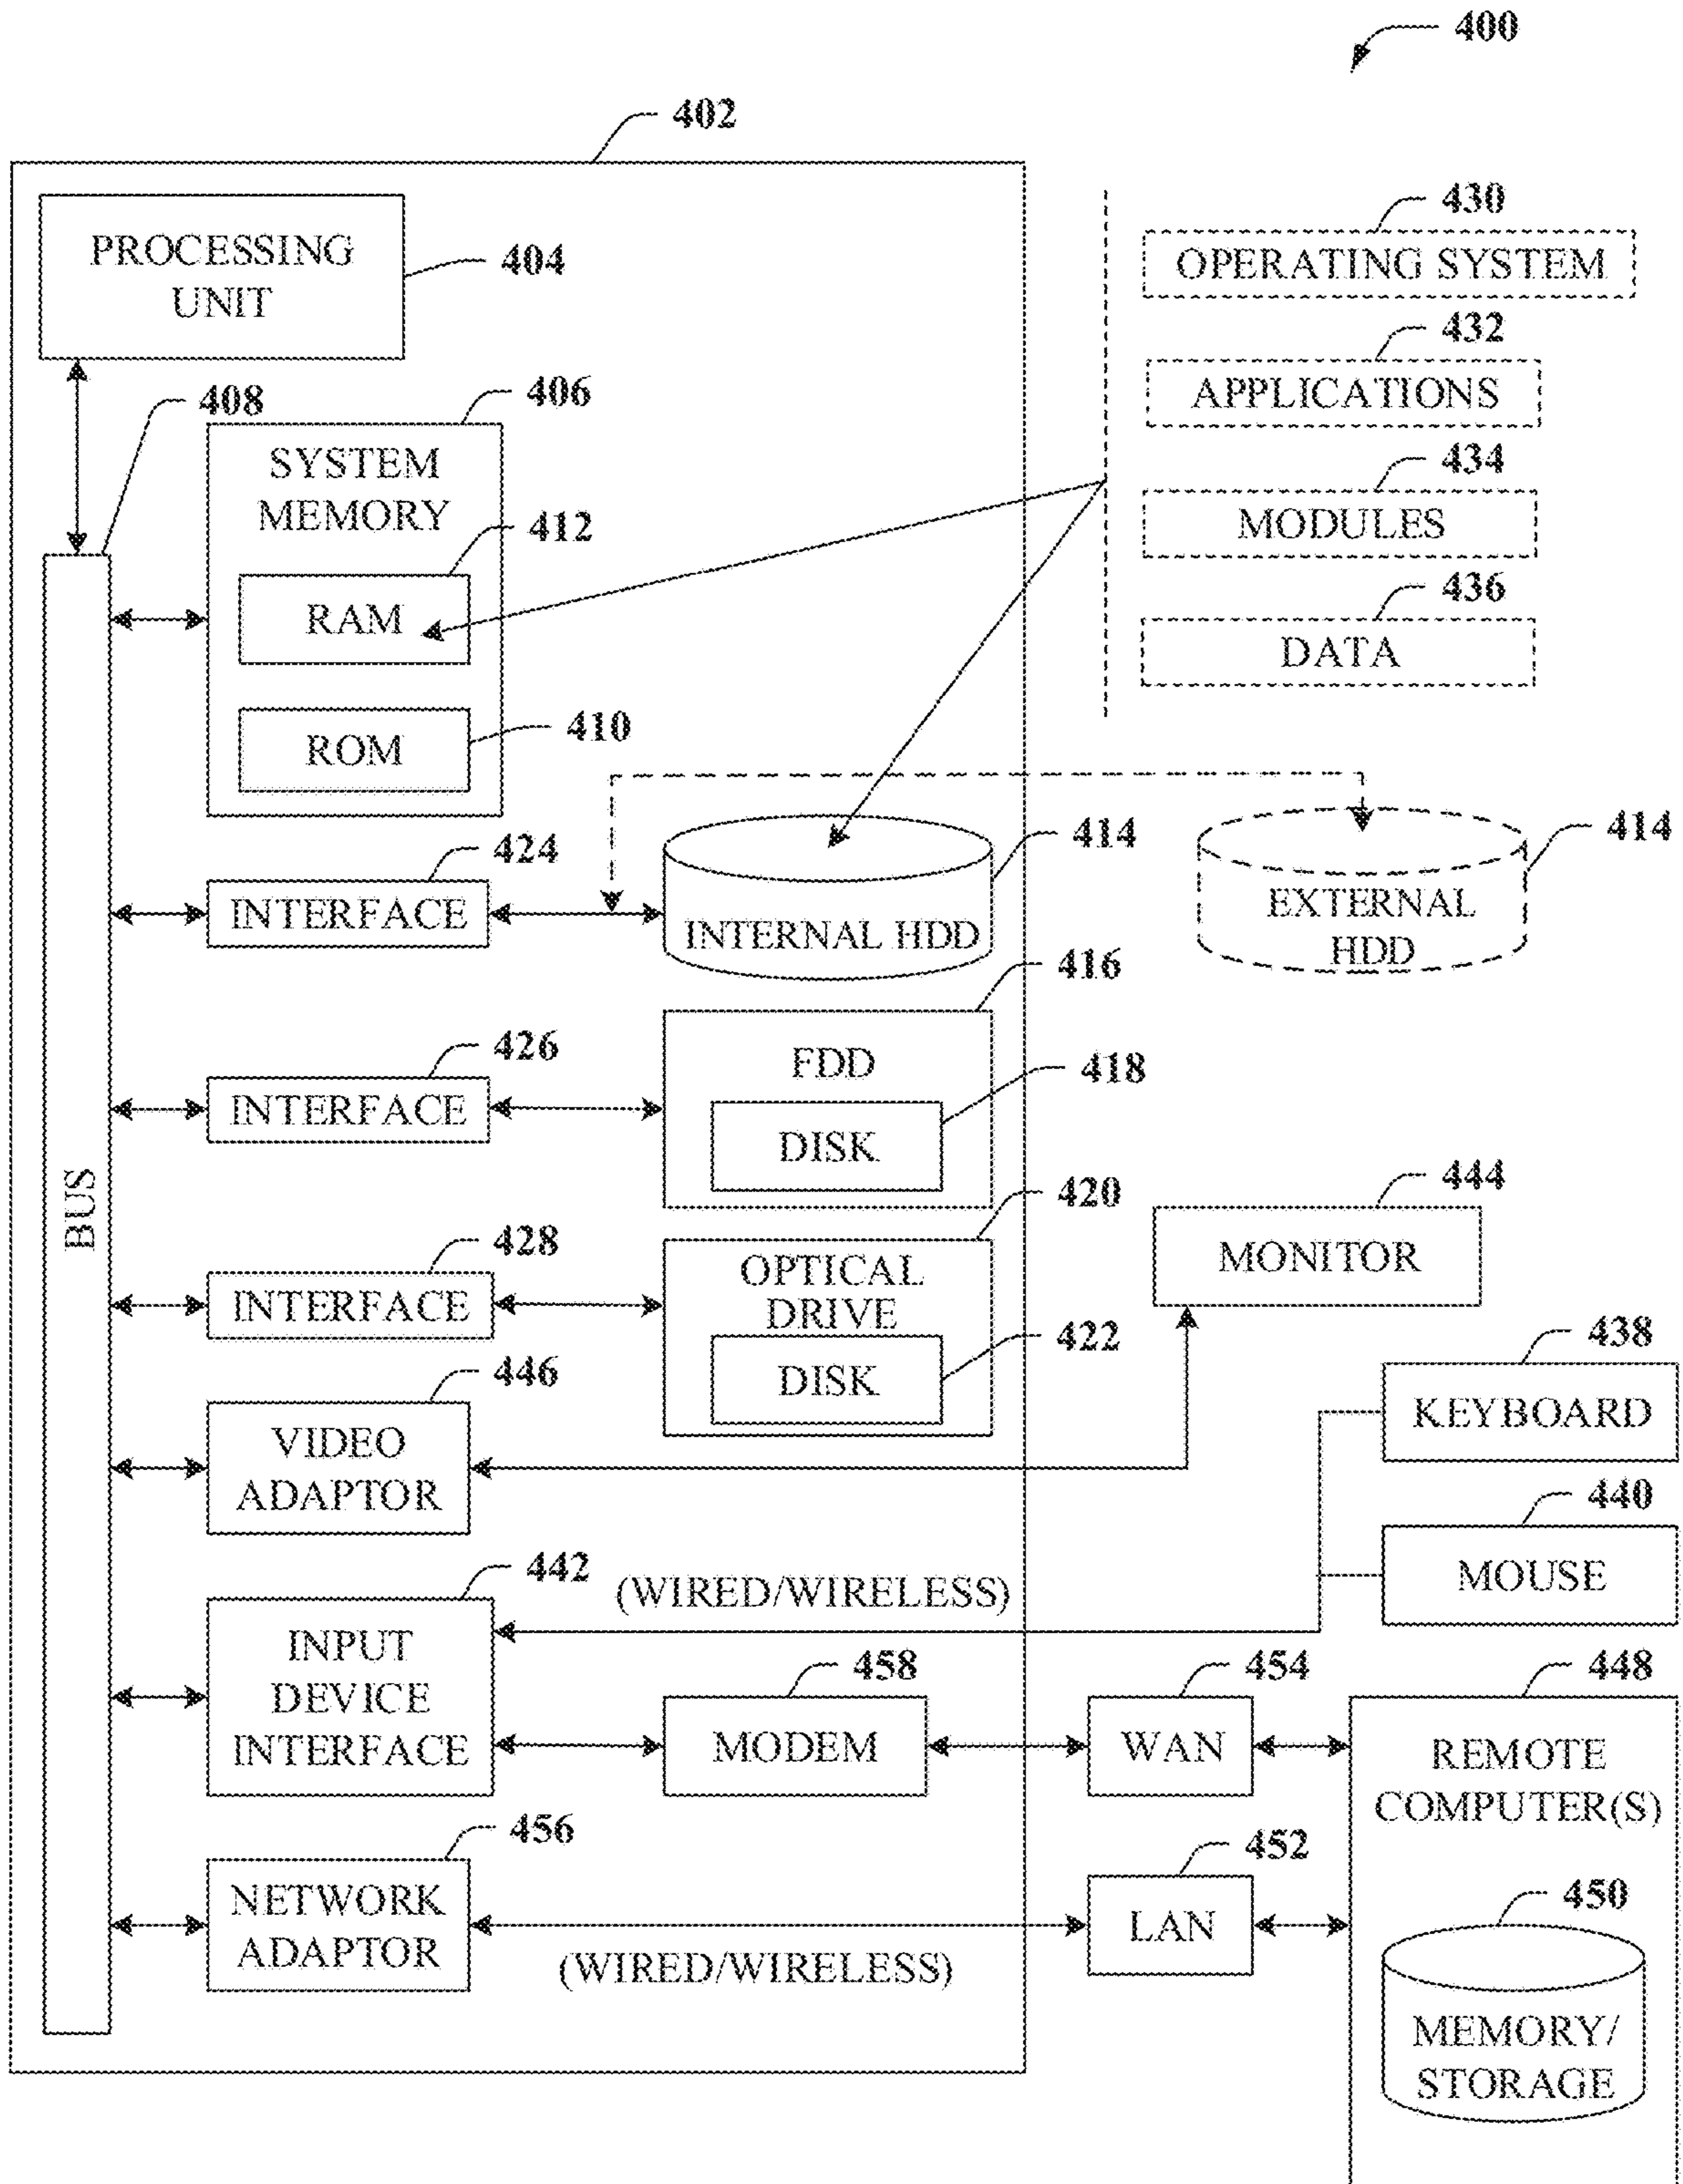 400
402
PROCESSING
UNIT
404
430
OPERATING SYSTEM
432
APPLICATIONS
434
MODULES
436
DATA
408
406
SYSTEM
MEMORY
412
RAM
410
ROM
424
INTERFACE
414
INTERNAL HDD
414
EXTERNAL
HDD
416
FDD
426
INTERFACE
418
DISK
BUS
420
OPTICAL
DRIVE
428
INTERFACE
422
DISK
444
MONITOR
438
KEYBOARD
446
VIDEO
ADAPTOR
440
MOUSE
442
(WIRED/WIRELESS)
INPUT
DEVICE
INTERFACE
458
MODEM
454
WAN
448
REMOTE
COMPUTER(S)
456
NETWORK
ADAPTOR
(WIRED/WIRELESS)
452
LAN
450
MEMORY/
STORAGE